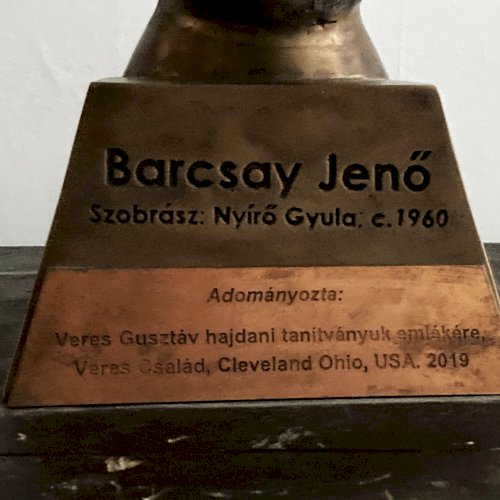 Barcsay Jenő
Szobrász: Nyírő Gyula, c.1960
Adományozta:
Veres Gusztáv hajdani tanítványuk emlékére,
Veres Család, Cleveland Ohio, USA. 2019